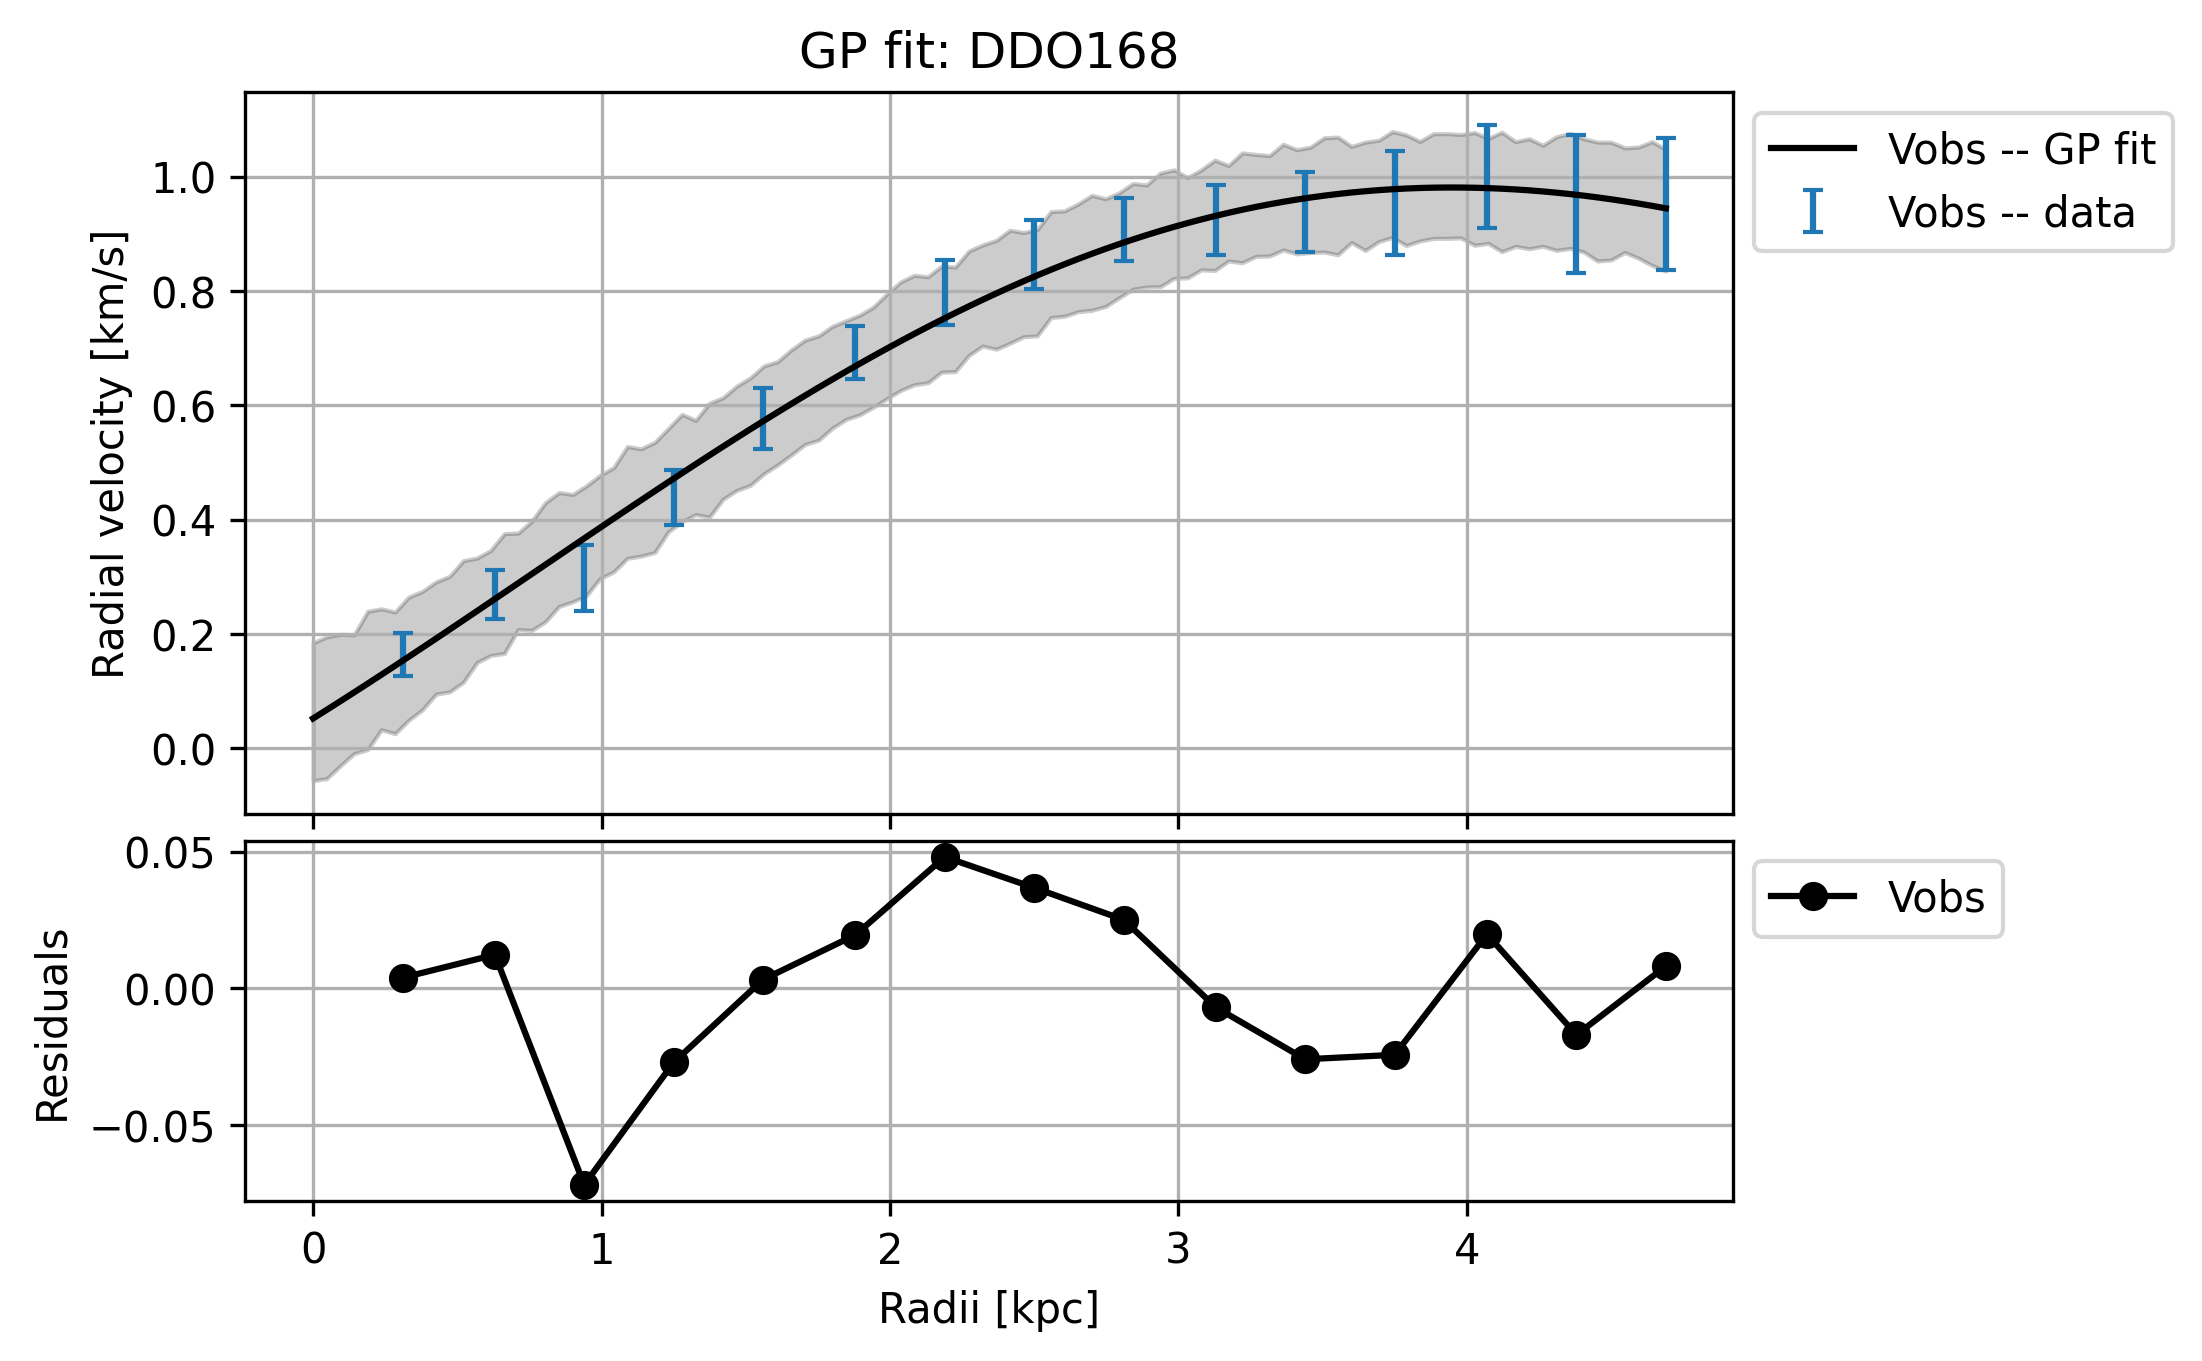 GP fit: DDO168
Radial velocity [km/s]
1.0
0.8
0.6
0.4
0.2
0.0
Vobs -- GP fit
Vobs -- data
Residuals
0.05
0.00
−0.05
Vobs
0 1 2 3 4
Radii [kpc]